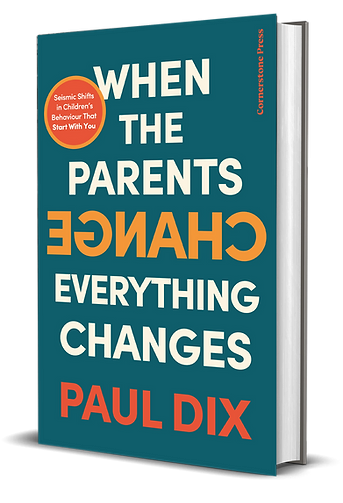 WHEN
THE
PARENTS
CHANGE
EVERYTHING
CHANGES
PAUL DIX
Seismic Shifts
in Children's
Behaviour That
Start With You
Cornerstone Press